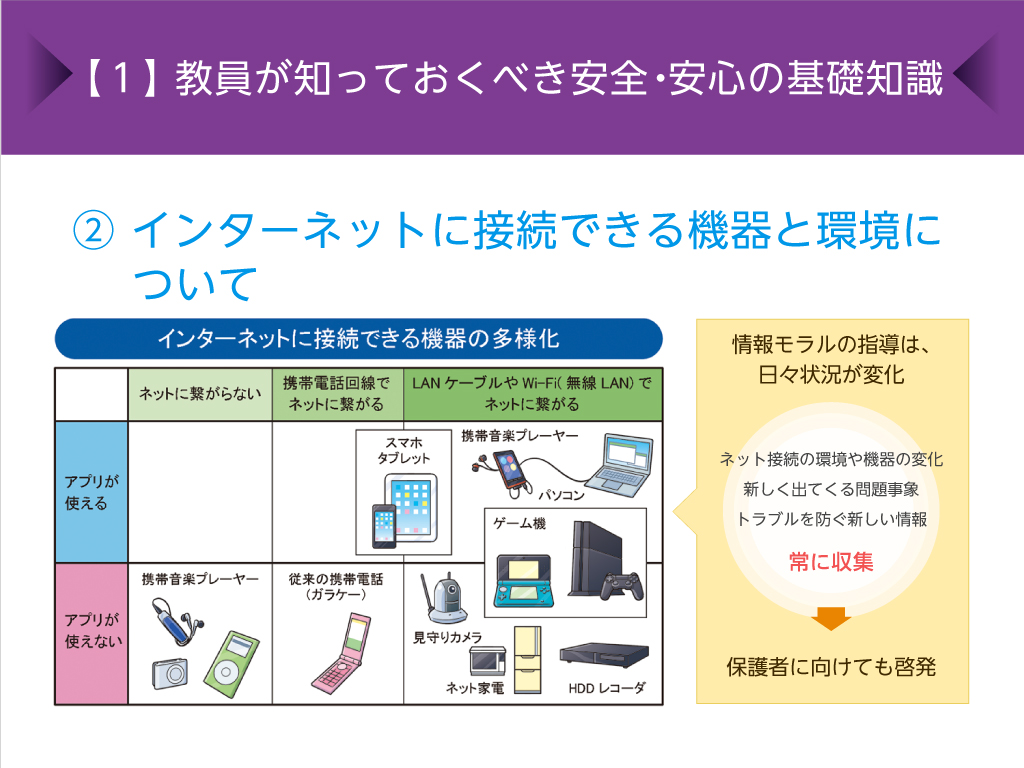 【1】教員が知っておくべき安全・安心の基礎知識
② インターネットに接続できる機器と環境に
ついて
インターネットに接続できる機器の多様化
ネットに繋がらない
携帯電話回線で
ネットに繋がる
LANケーブルやWi-Fi(無線LAN)で
ネットに繋がる
アプリが
使える
スマホ
タブレット
携帯音楽プレーヤー
パソコン
ゲーム機
アプリが
使えない
携帯音楽プレーヤー
従来の携帯電話
(ガラケー)
見守りカメラ
ネット家電
HDDレコーダ
情報モラルの指導は、
日々状況が変化
ネット接続の環境や機器の変化
新しく出てくる問題事象
トラブルを防ぐ新しい情報
常に収集
保護者に向けても啓発